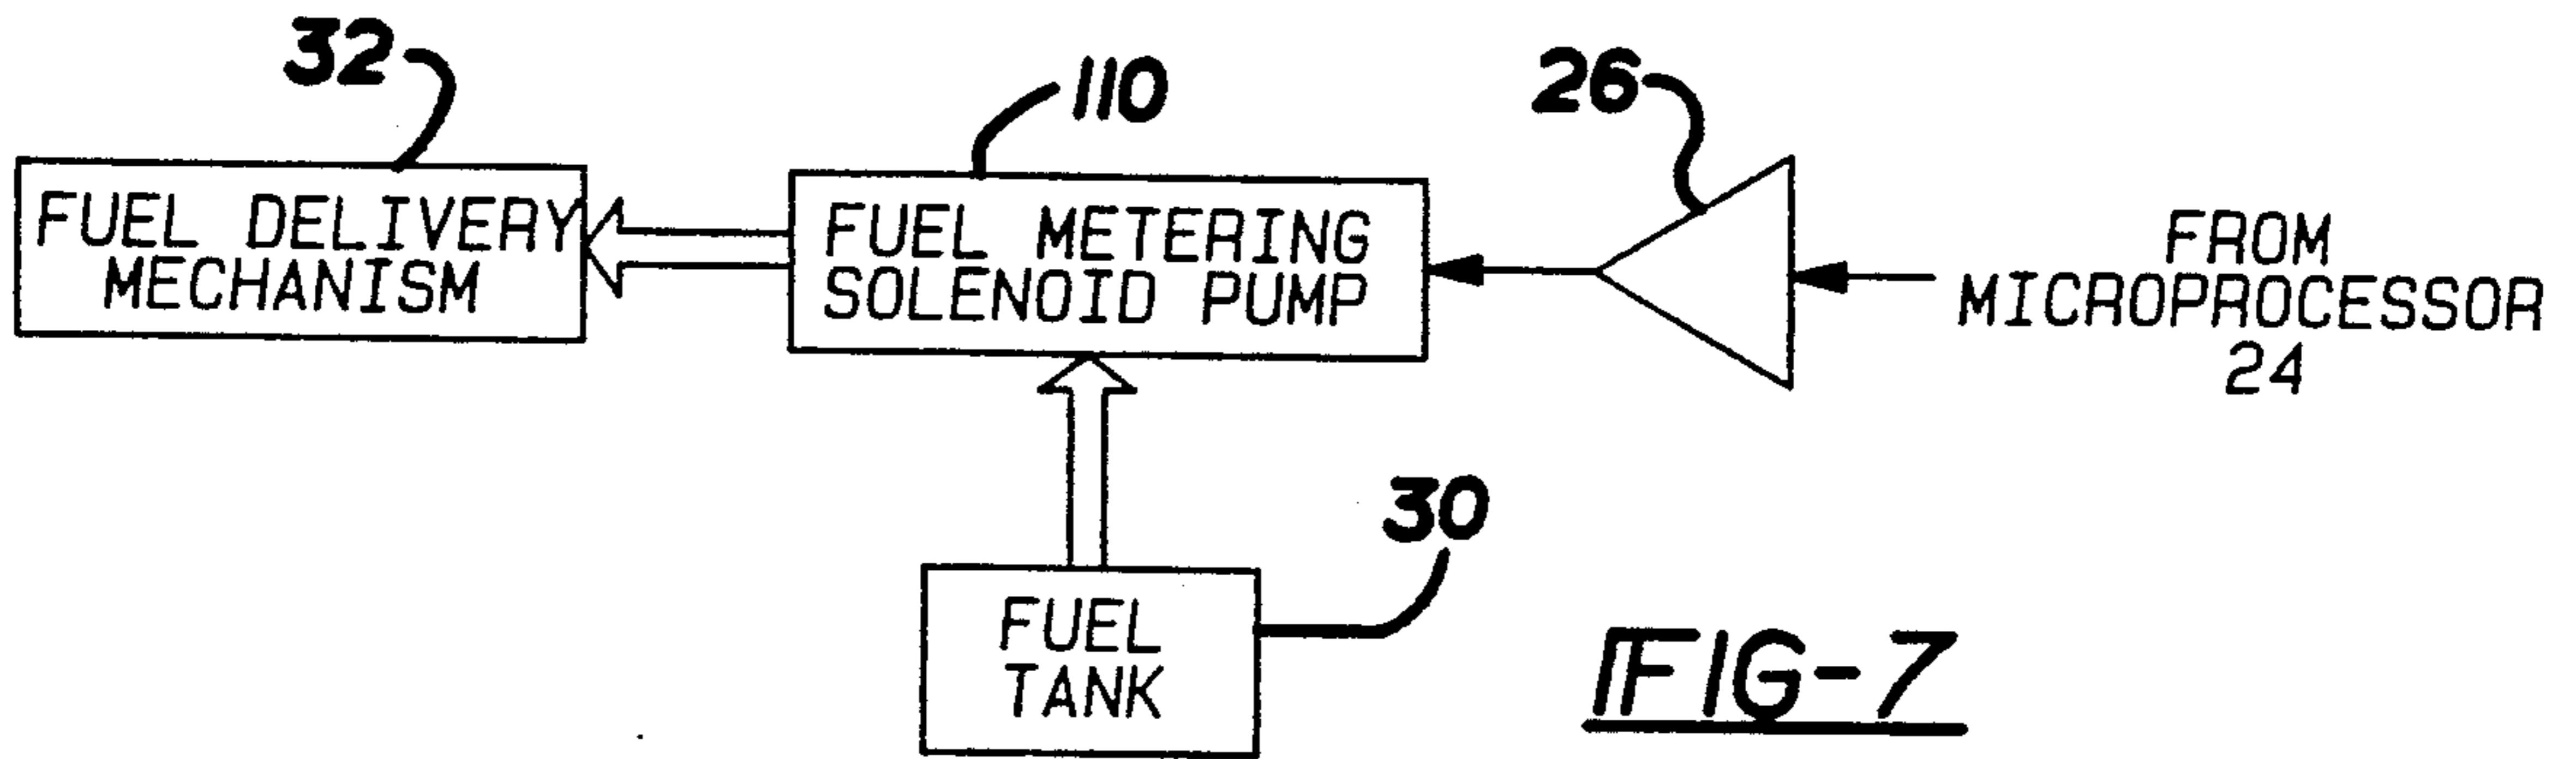 32
110
26
FUEL DELIVERY
MECHANISM
FUEL METERING
SOLENOID PUMP
FROM
MICROPROCESSOR
24
30
FUEL
TANK
FIG-7